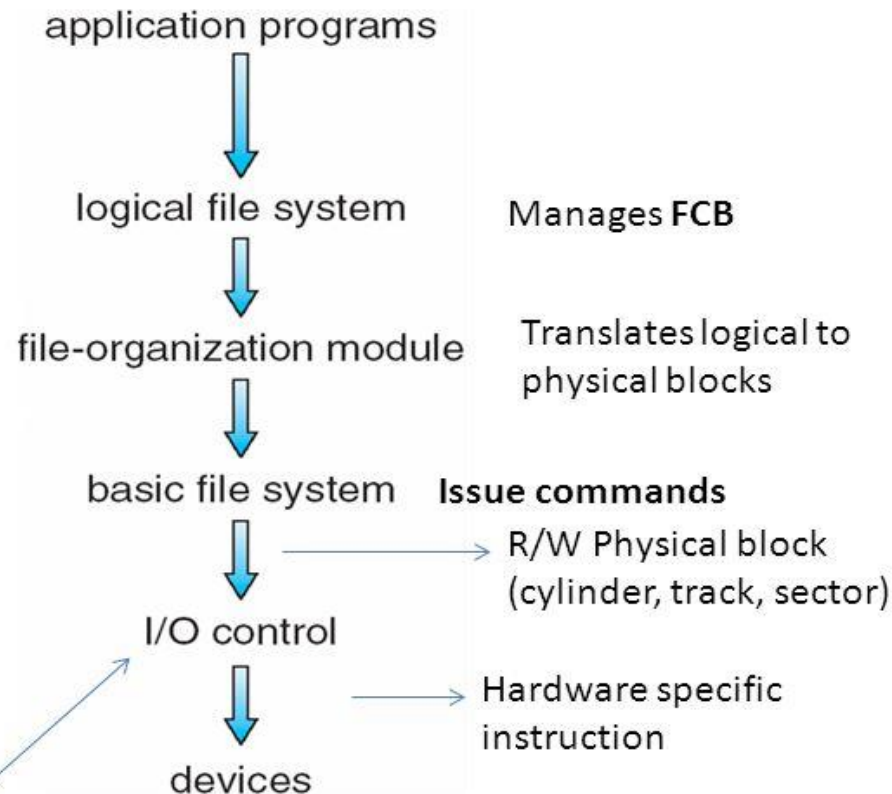 application programs
logical file system
Manages FCB
file-organization module
Translates logical to
physical blocks
basic file system
Issue commands
R/W Physical block
(cylinder, track, sector)
I/O control
Hardware specific
instruction
devices